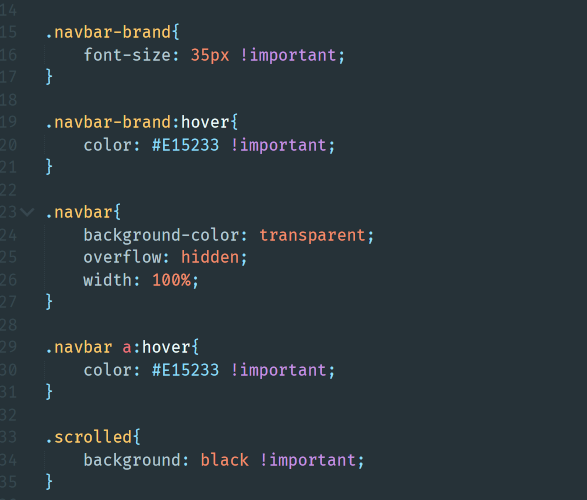 14
15 .navbar-brand{
16     font-size: 35px !important;
17 }
18
19 .navbar-brand:hover{
20     color: #E15233 !important;
21 }
22
23 .navbar{
24     background-color: transparent;
25     overflow: hidden;
26     width: 100%;
27 }
28
29 .navbar a:hover{
30     color: #E15233 !important;
31 }
32
33 .scrolled{
34     background: black !important;
35 }